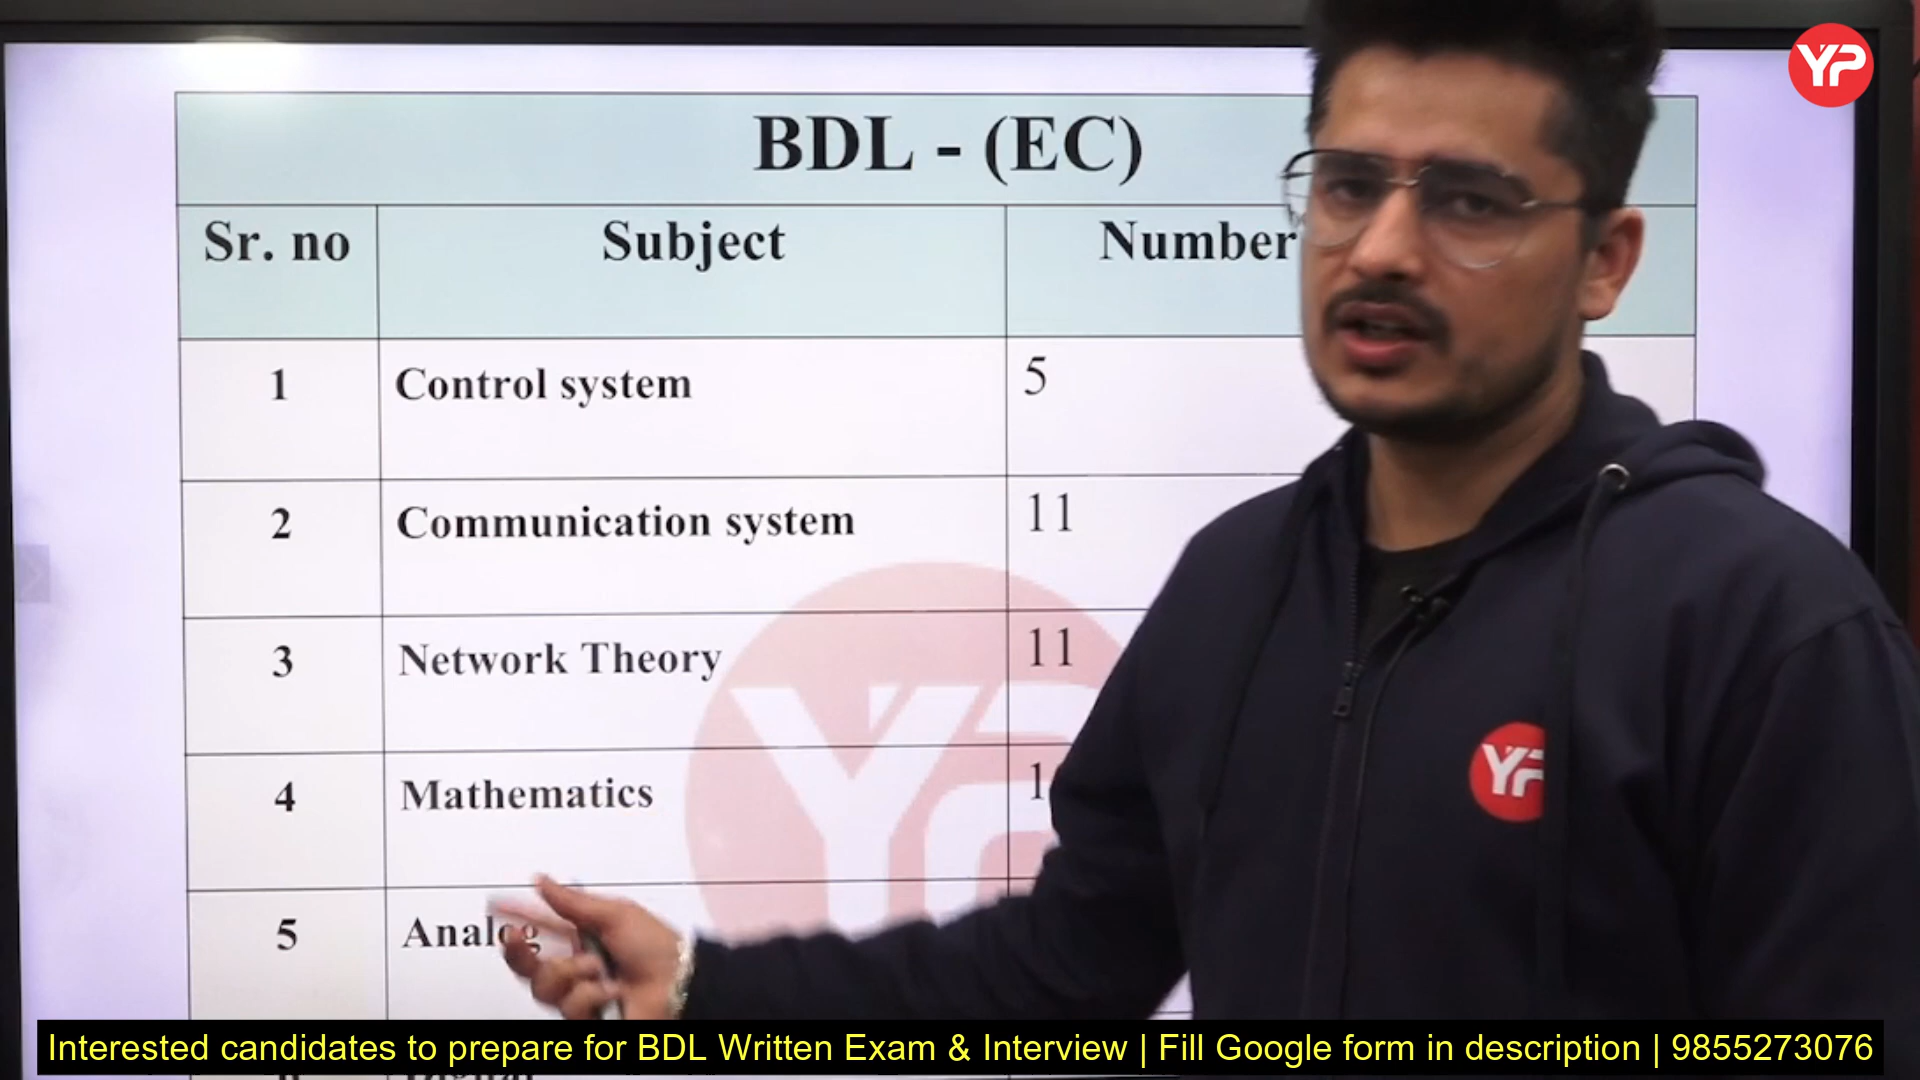 YP
BDL - (EC)
Sr. no Subject Number
1 Control system 5
2 Communication system 11
3 Network Theory 11
4 Mathematics
5 Analog
YP
YP
Interested candidates to prepare for BDL Written Exam & Interview | Fill Google form in description | 9855273076